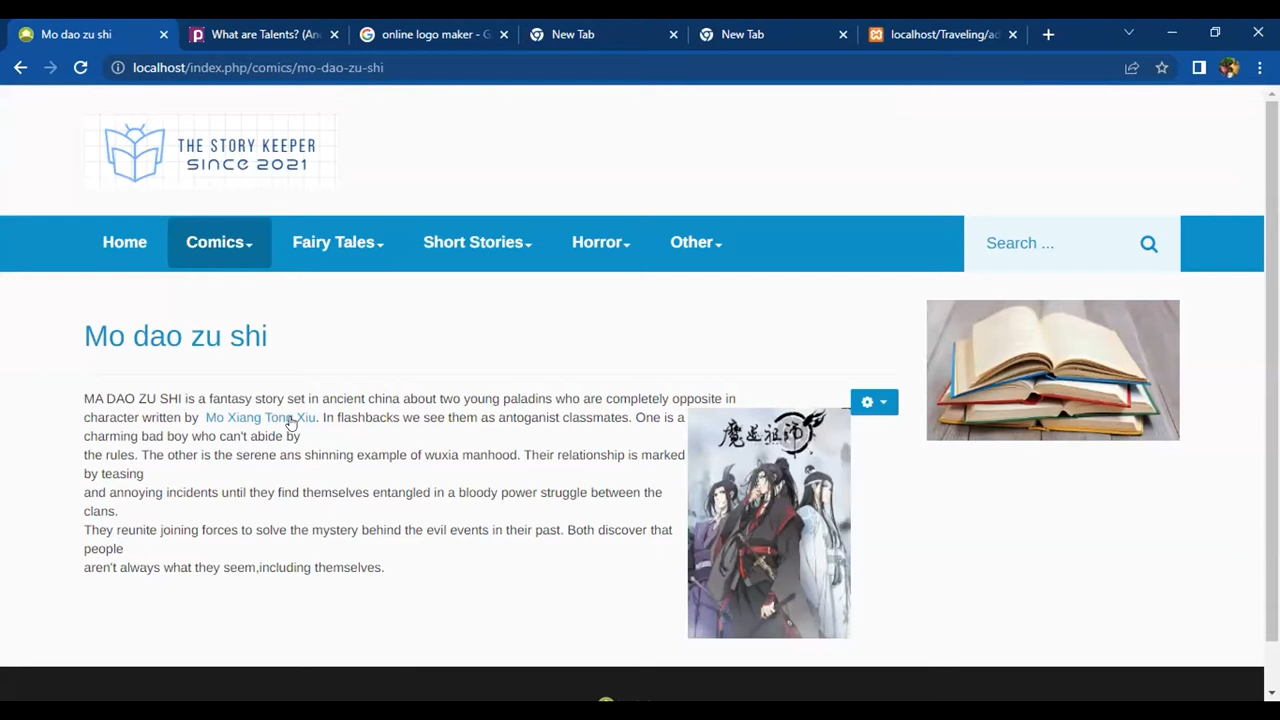 Mo dao zu shi
What are Talents? (An
online logo maker - G
New Tab
New Tab
localhost/Traveling/ad
localhost/index.php/comics/mo-dao-zu-shi
THE STORY KEEPER
SINCE 2021
Home
Comics
Fairy Tales
Short Stories
Horror
Other
Search ...
Mo dao zu shi
MA DAO ZU SHI is a fantasy story set in ancient china about two young paladins who are completely opposite in
character written by Mo Xiang Tong Xiu. In flashbacks we see them as antoganist classmates. One is a
charming bad boy who can't abide by
the rules. The other is the serene ans shinning example of wuxia manhood. Their relationship is marked
by teasing
and annoying incidents until they find themselves entangled in a bloody power struggle between the
clans.
They reunite joining forces to solve the mystery behind the evil events in their past. Both discover that
people
aren't always what they seem,including themselves.
魔道祖师